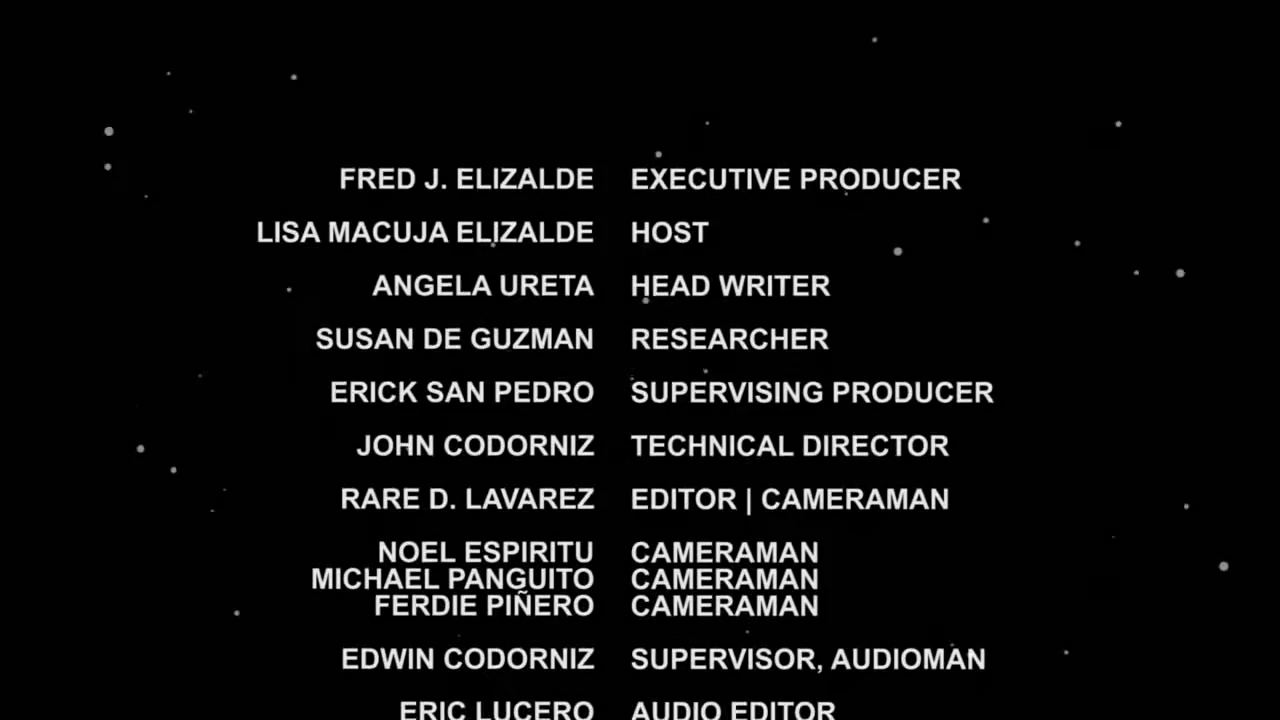 FRED J. ELIZALDE EXECUTIVE PRODUCER
LISA MACUJA ELIZALDE HOST
ANGELA URETA HEAD WRITER
SUSAN DE GUZMAN RESEARCHER
ERICK SAN PEDRO SUPERVISING PRODUCER
JOHN CODORNIZ TECHNICAL DIRECTOR
RARE D. LAVAREZ EDITOR | CAMERAMAN
NOEL ESPIRITU CAMERAMAN
MICHAEL PANGUITO CAMERAMAN
FERDIE PIÑERO CAMERAMAN
EDWIN CODORNIZ SUPERVISOR, AUDIOMAN
ERIC LUCERO AUDIO EDITOR